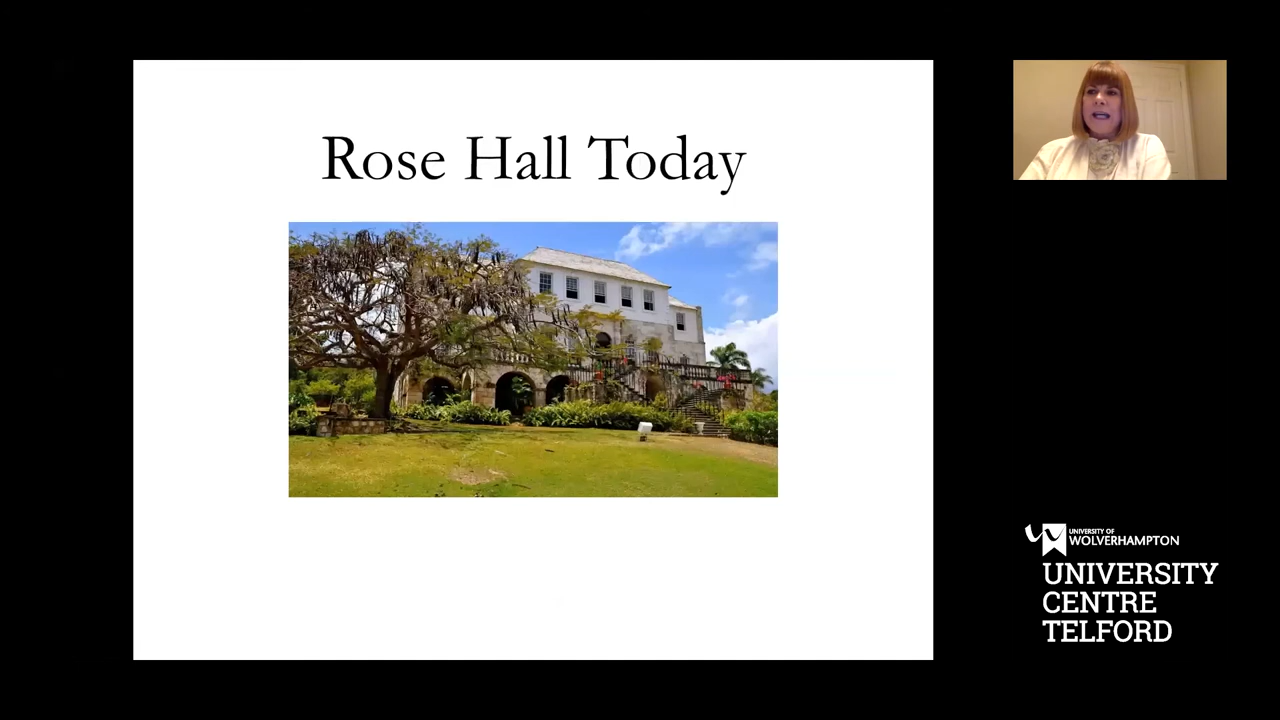 Rose Hall Today
UNIVERSITY OF
WOLVERHAMPTON
UNIVERSITY
CENTRE
TELFORD